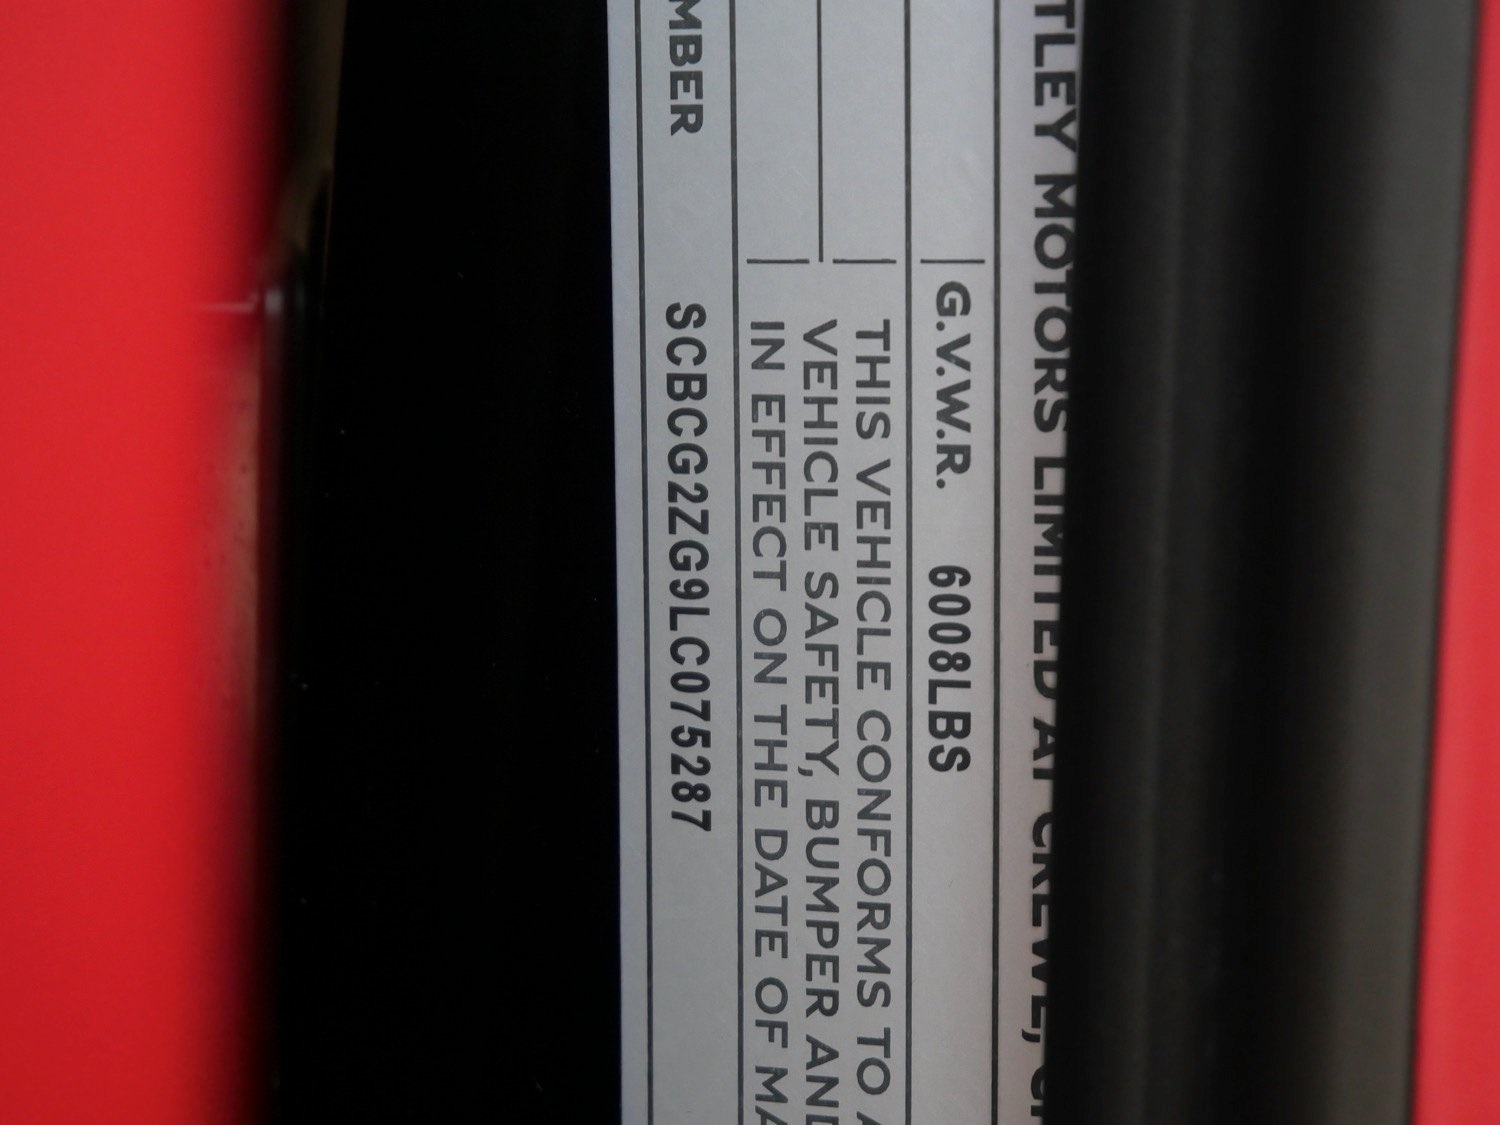 TLEY MOTORS LIMITED AT CREWE,
G.V.W.R. 6008LBS
THIS VEHICLE CONFORMS TO A
VEHICLE SAFETY, BUMPER AND
IN EFFECT ON THE DATE OF MA
MBER SCBCG2ZG9LC075287